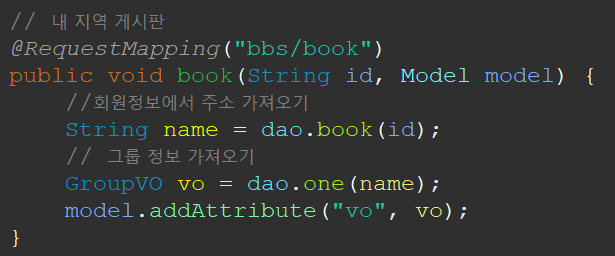 // 내 지역 게시판
@RequestMapping("bbs/book")
public void book(String id, Model model) {
    //회원정보에서 주소 가져오기
    String name = dao.book(id);
    // 그룹 정보 가져오기
    GroupVO vo = dao.one(name);
    model.addAttribute("vo", vo);
}